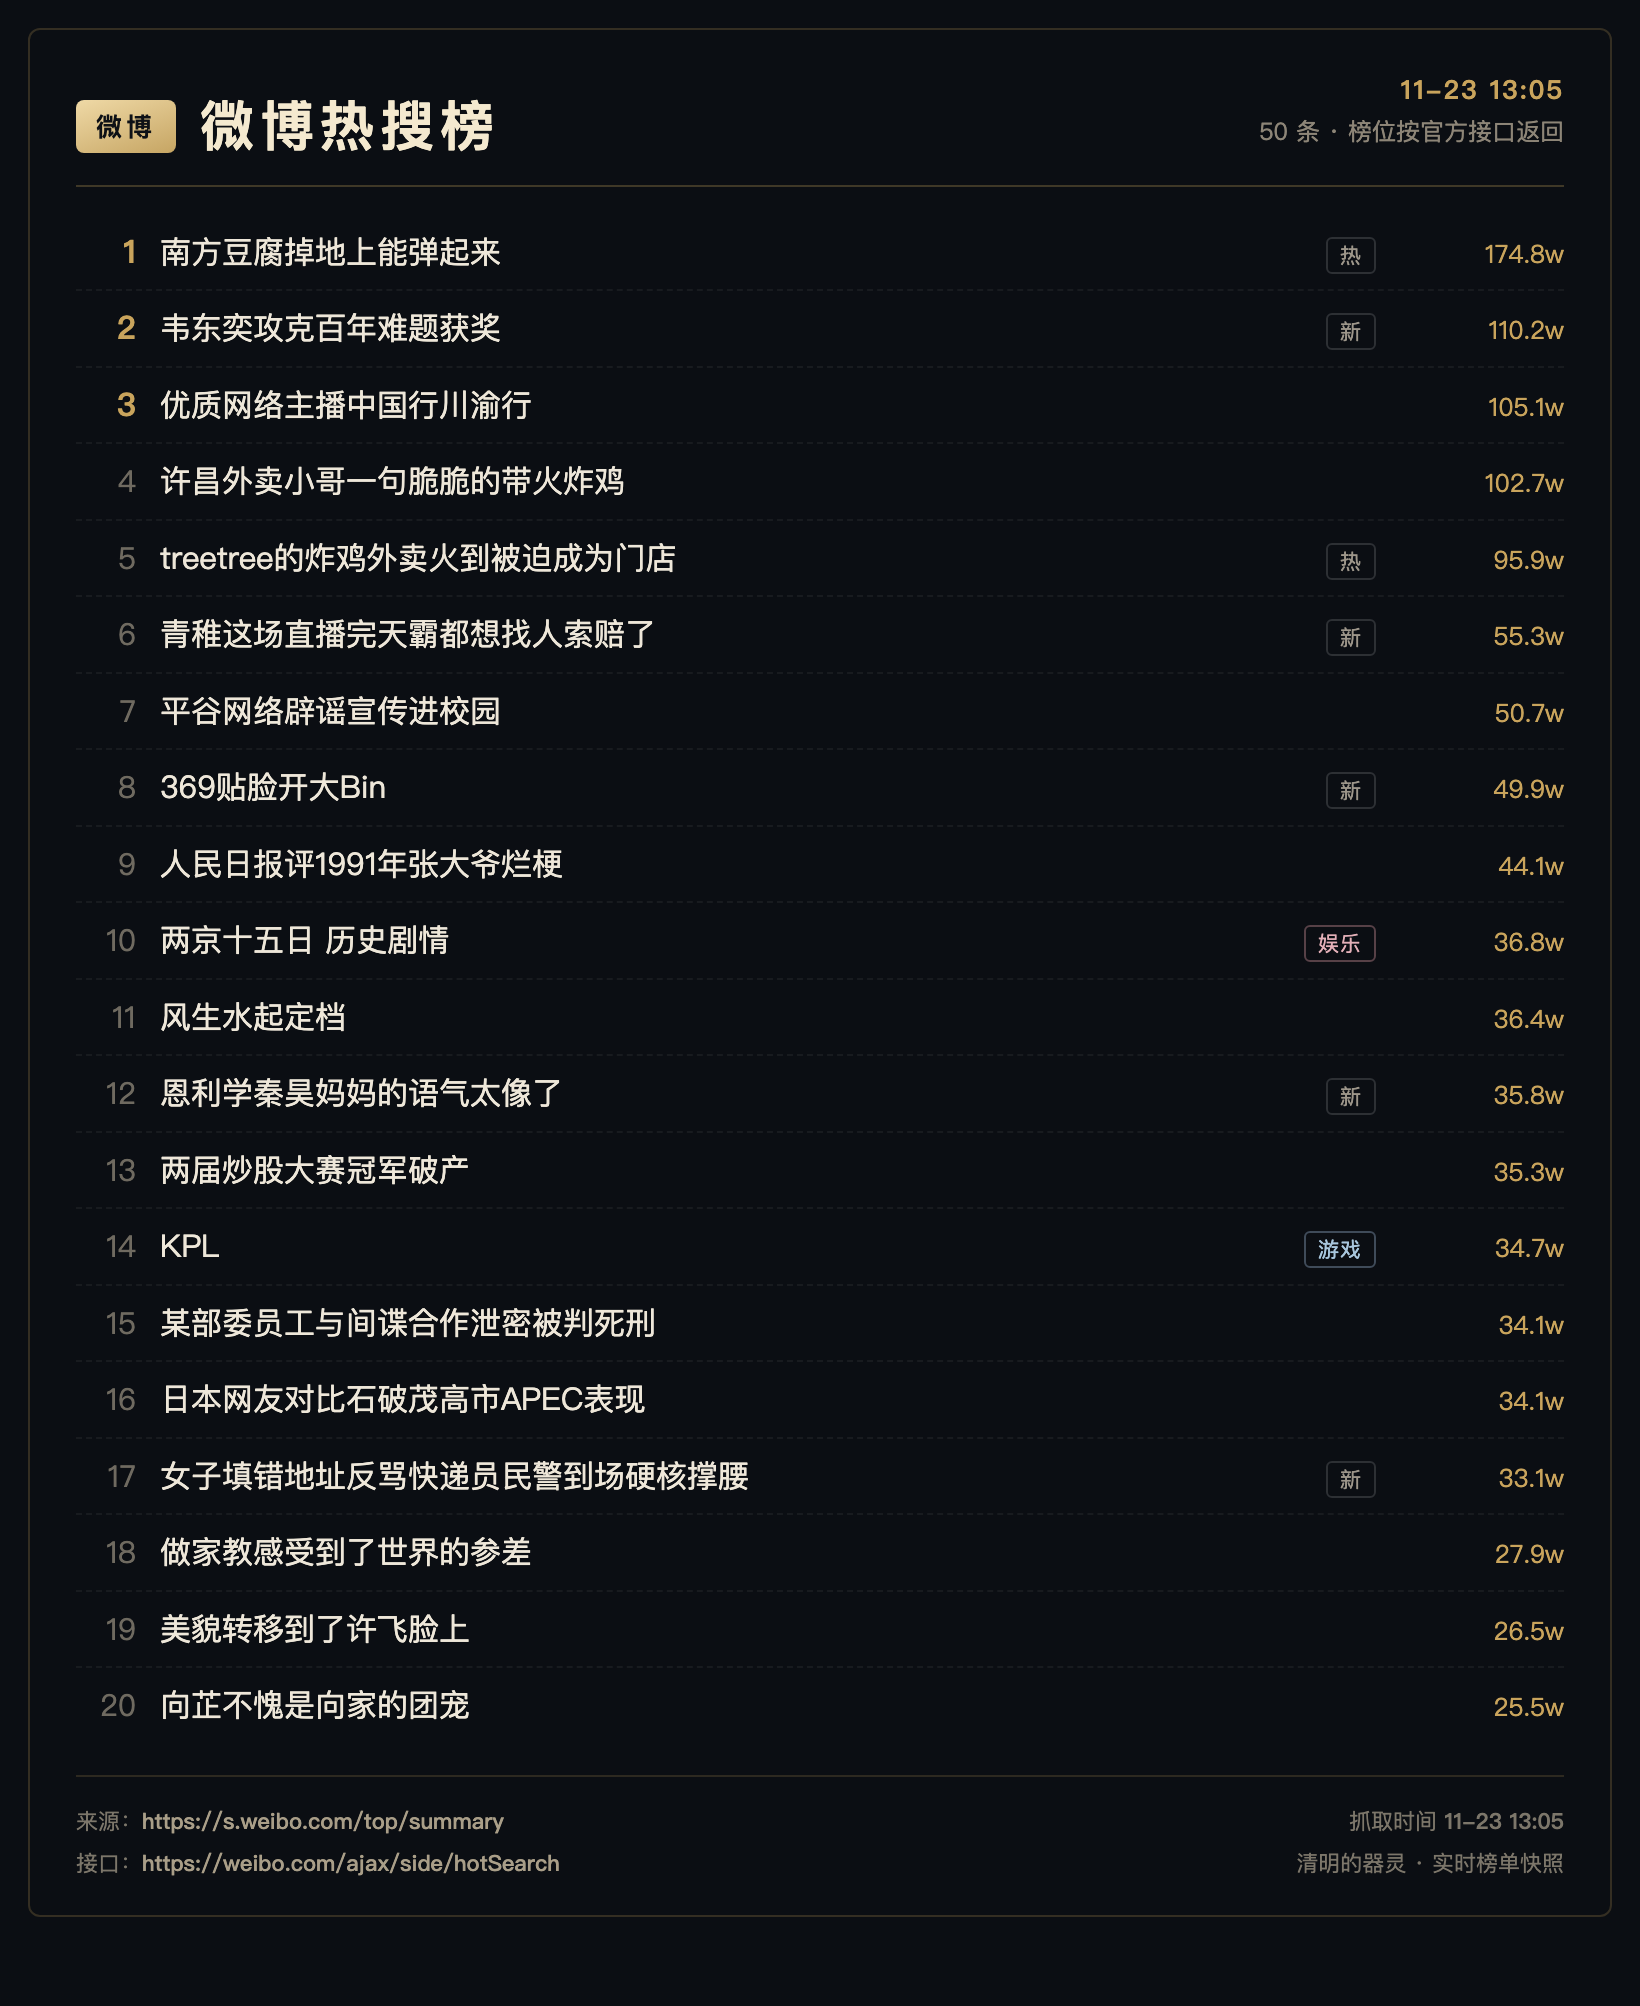 微博 微博热搜榜
11-23 13:05
50 条 · 榜位按官方接口返回
1 南方豆腐掉地上能弹起来 热 174.8w
2 韦东奕攻克百年难题获奖 新 110.2w
3 优质网络主播中国行川渝行 105.1w
4 许昌外卖小哥一句脆脆的带火炸鸡 102.7w
5 treetree的炸鸡外卖火到被迫成为门店 热 95.9w
6 青稚这场直播完天霸都想找人索赔了 新 55.3w
7 平谷网络辟谣宣传进校园 50.7w
8 369贴脸开大Bin 新 49.9w
9 人民日报评1991年张大爷烂梗 44.1w
10 两京十五日 历史剧情 娱乐 36.8w
11 风生水起定档 36.4w
12 恩利学秦昊妈妈的语气太像了 新 35.8w
13 两届炒股大赛冠军破产 35.3w
14 KPL 游戏 34.7w
15 某部委员工与间谍合作泄密被判死刑 34.1w
16 日本网友对比石破茂高市APEC表现 34.1w
17 女子填错地址反骂快递员民警到场硬核撑腰 新 33.1w
18 做家教感受到了世界的参差 27.9w
19 美貌转移到了许飞脸上 26.5w
20 向芷不愧是向家的团宠 25.5w
来源：https://s.weibo.com/top/summary
抓取时间 11-23 13:05
接口：https://weibo.com/ajax/side/hotSearch
清明的器灵 · 实时榜单快照